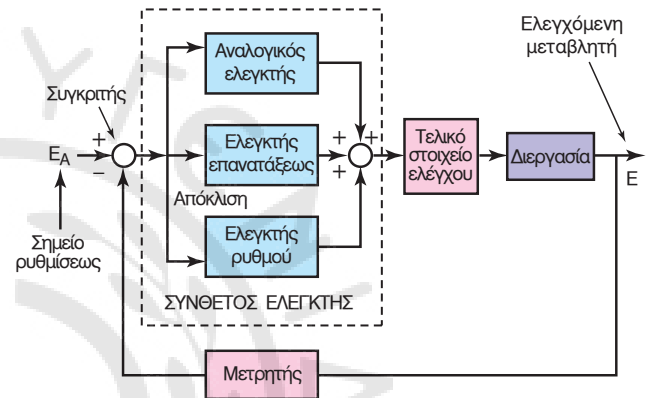 Ελεγχόμενη
μεταβλητή
Συγκριτής
Αναλογικός
ελεγκτής
Ελεγκτής
επανατάξεως
Τελικό
στοιχείο
ελέγχου
Διεργασία
E_A
+
−
+
+
+
E
Απόκλιση
Ελεγκτής
ρυθμού
Σημείο
ρυθμίσεως
ΣΥΝΘΕΤΟΣ ΕΛΕΓΚΤΗΣ
Μετρητής